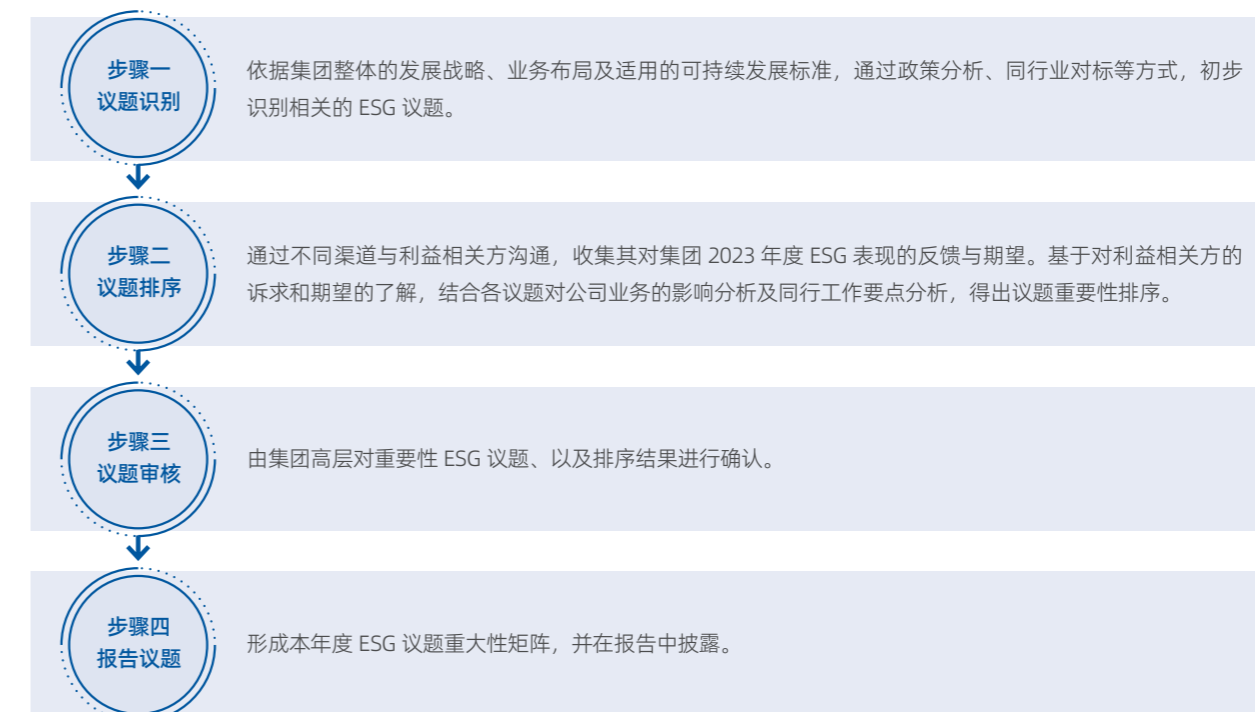 步骤一
议题识别
依据集团整体的发展战略、业务布局及适用的可持续发展标准，通过政策分析、同行业对标等方式，初步
识别相关的 ESG 议题。
步骤二
议题排序
通过不同渠道与利益相关方沟通，收集其对集团 2023 年度 ESG 表现的反馈与期望。基于对利益相关方的
诉求和期望的了解，结合各议题对公司业务的影响分析及同行工作要点分析，得出议题重要性排序。
步骤三
议题审核
由集团高层对重要性 ESG 议题、以及排序结果进行确认。
步骤四
报告议题
形成本年度 ESG 议题重大性矩阵，并在报告中披露。